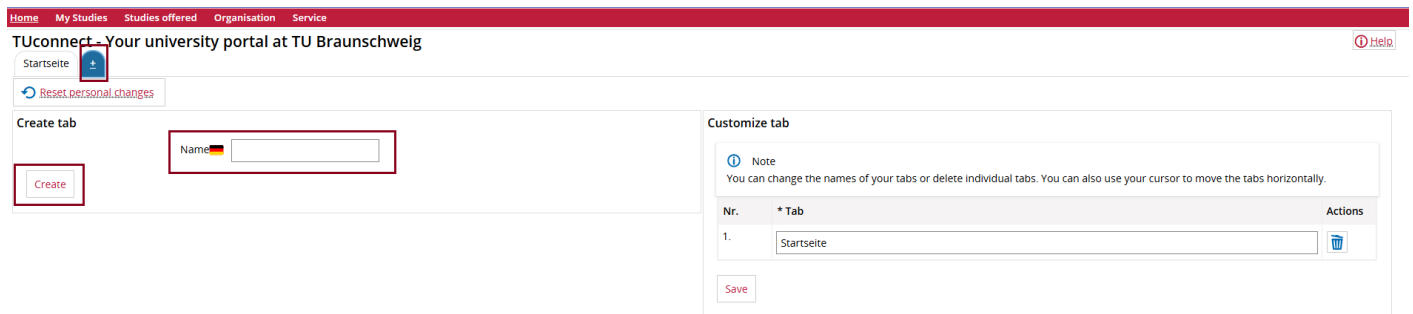 Home My Studies Studies offered Organisation Service
TUconnect - Your university portal at TU Braunschweig
Help
Startseite +
Reset personal changes
Create tab
Name
Create
Customize tab
Note
You can change the names of your tabs or delete individual tabs. You can also use your cursor to move the tabs horizontally.
Nr. * Tab Actions
1. Startseite
Save